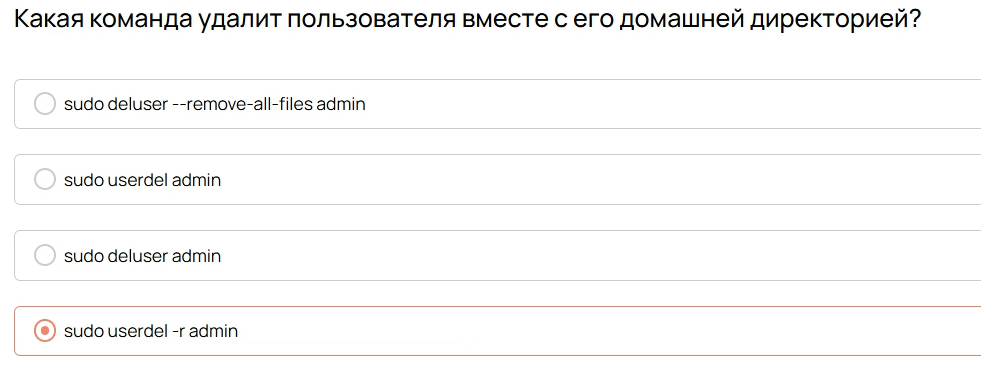 Какая команда удалит пользователя вместе с его домашней директорией?
sudo deluser --remove-all-files admin
sudo userdel admin
sudo deluser admin
sudo userdel -r admin